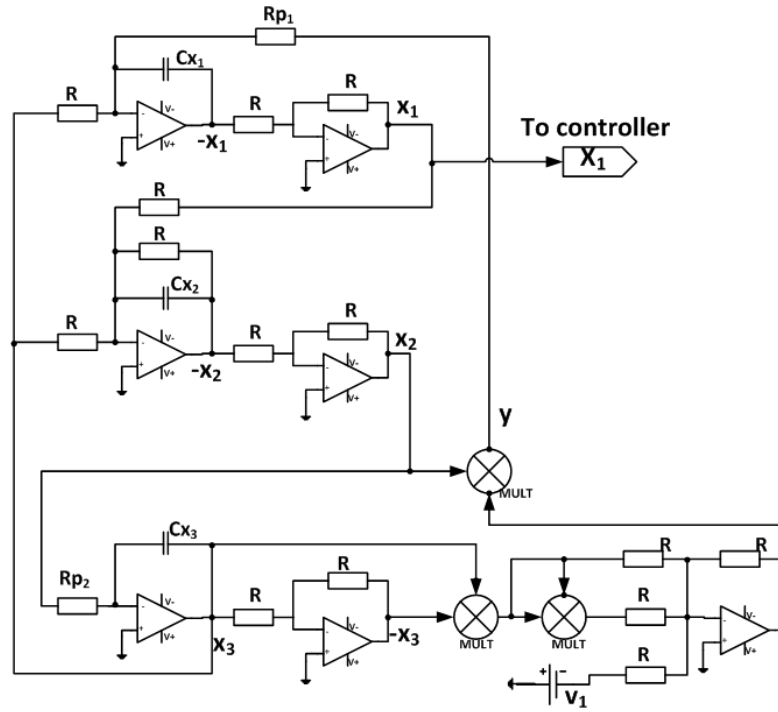 Rp₁
Cx₁
R
V-
V+
-
+
-x₁
R
R
V-
V+
-
+
x₁
To controller
X₁
R
R
Cx₂
R
V-
V+
-
+
-x₂
R
R
V-
V+
-
+
x₂
y
MULT
Cx₃
Rp₂
V-
V+
-
+
x₃
R
R
V-
V+
-
+
-x₃
MULT
MULT
R
R
R
R
V-
V+
-
+
+ -
v₁